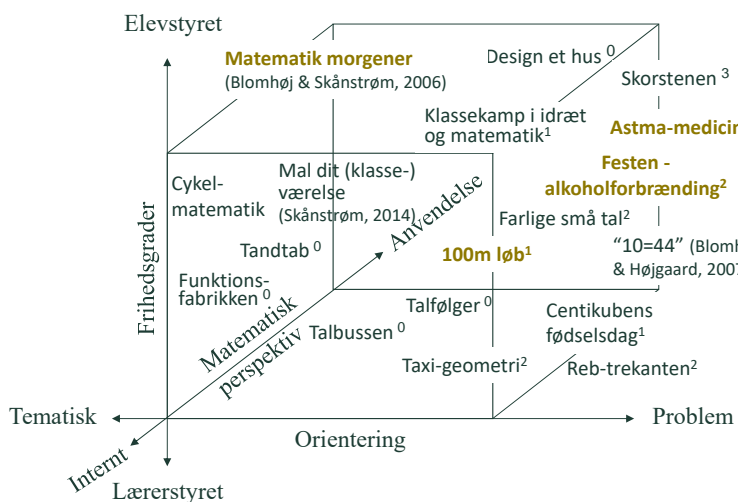 Elevstyret
Matematik morgener
(Blomhøj & Skånstrøm, 2006)
Design et hus 0
Skorstenen 3
Klassekamp i idræt
og matematik1
Astma-medicin
Festen -
alkoholforbrænding2
Cykel-
matematik
Mal dit (klasse-)
værelse
(Skånstrøm, 2014)
Anvendelse
Farlige små tal2
Frihedsgrader
Tandtab 0
100m løb1
“10=44” (Blomh
& Højgaard, 2007
Funktions-
fabrikken 0
Matematisk
perspektiv
Talbussen 0
Talfølger 0
Centikubens
fødselsdag1
Taxi-geometri2
Reb-trekanten2
Tematisk
Problem
Orientering
Internt
Lærerstyret